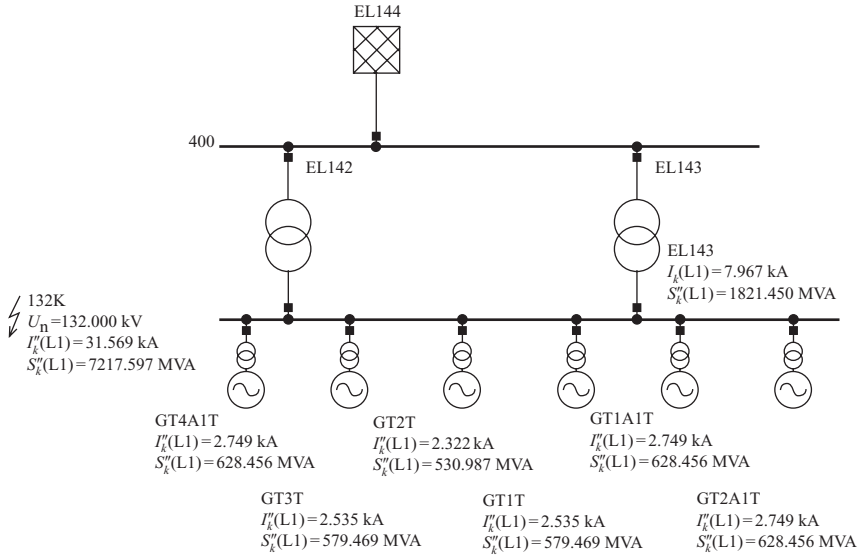 EL144
400
EL142
EL143
EL143
I_k(L1) = 7.967 kA
S″_k(L1) = 1821.450 MVA
132K
U_n = 132.000 kV
I″_k(L1) = 31.569 kA
S″_k(L1) = 7217.597 MVA
GT4A1T
I″_k(L1) = 2.749 kA
S″_k(L1) = 628.456 MVA
GT2T
I″_k(L1) = 2.322 kA
S″_k(L1) = 530.987 MVA
GT1A1T
I″_k(L1) = 2.749 kA
S″_k(L1) = 628.456 MVA
GT3T
I″_k(L1) = 2.535 kA
S″_k(L1) = 579.469 MVA
GT1T
I″_k(L1) = 2.535 kA
S″_k(L1) = 579.469 MVA
GT2A1T
I″_k(L1) = 2.749 kA
S″_k(L1) = 628.456 MVA